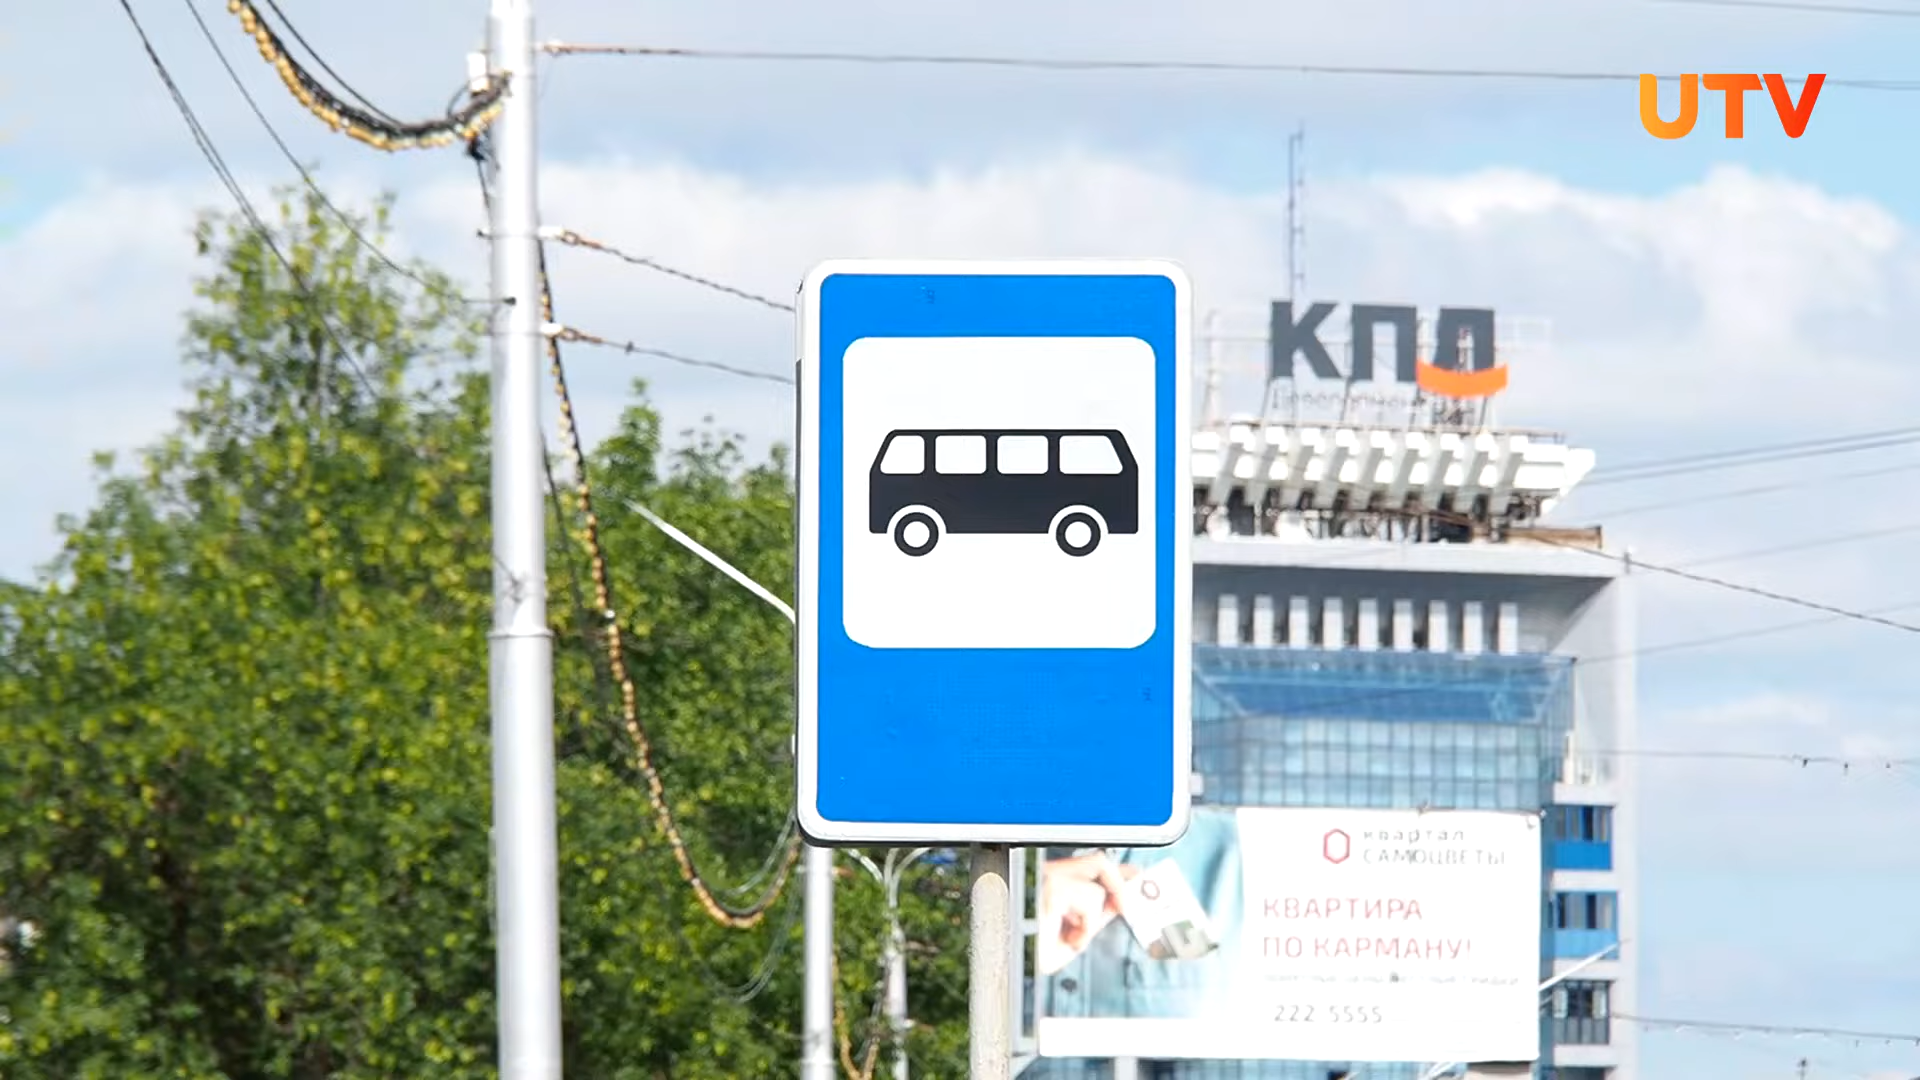 UTV
КПД
квартал
САМОЦВЕТЫ
КВАРТИРА
ПО КАРМАНУ!
222 5555